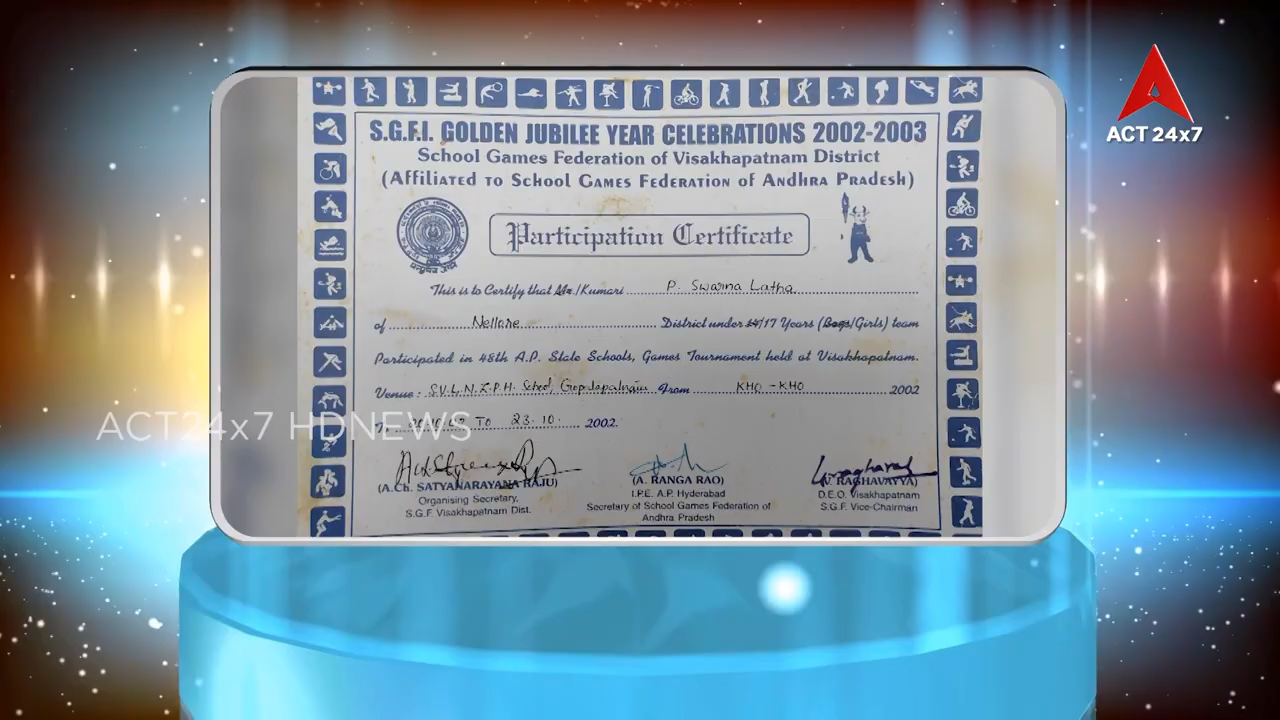 ACT 24x7
S.G.F.I. GOLDEN JUBILEE YEAR CELEBRATIONS 2002-2003
School Games Federation of Visakhapatnam District
(Affiliated to School Games Federation of Andhra Pradesh)
Participation Certificate
This is to Certify that Mr./Kumari P. Swarna Latha
of Nellore District under 14/17 Years (Boys/Girls) team
Participated in 48th A.P. State Schools, Games Tournament held at Visakhapatnam.
Venue : S.V.L.N.Z.P.H. School, Gopalapatnam From KHO - KHO 2002
TO 23.10. 2002.
ACT24x7 HDNEWS
(A.Ch. SATYANARAYANA RAJU)
Organising Secretary,
S.G.F. Visakhapatnam Dist.
(A. RANGA RAO)
I.P.E. A.P. Hyderabad
Secretary of School Games Federation of
Andhra Pradesh
RAGHAVAYYA)
D.E.O. Visakhapatnam
S.G.F. Vice-Chairman